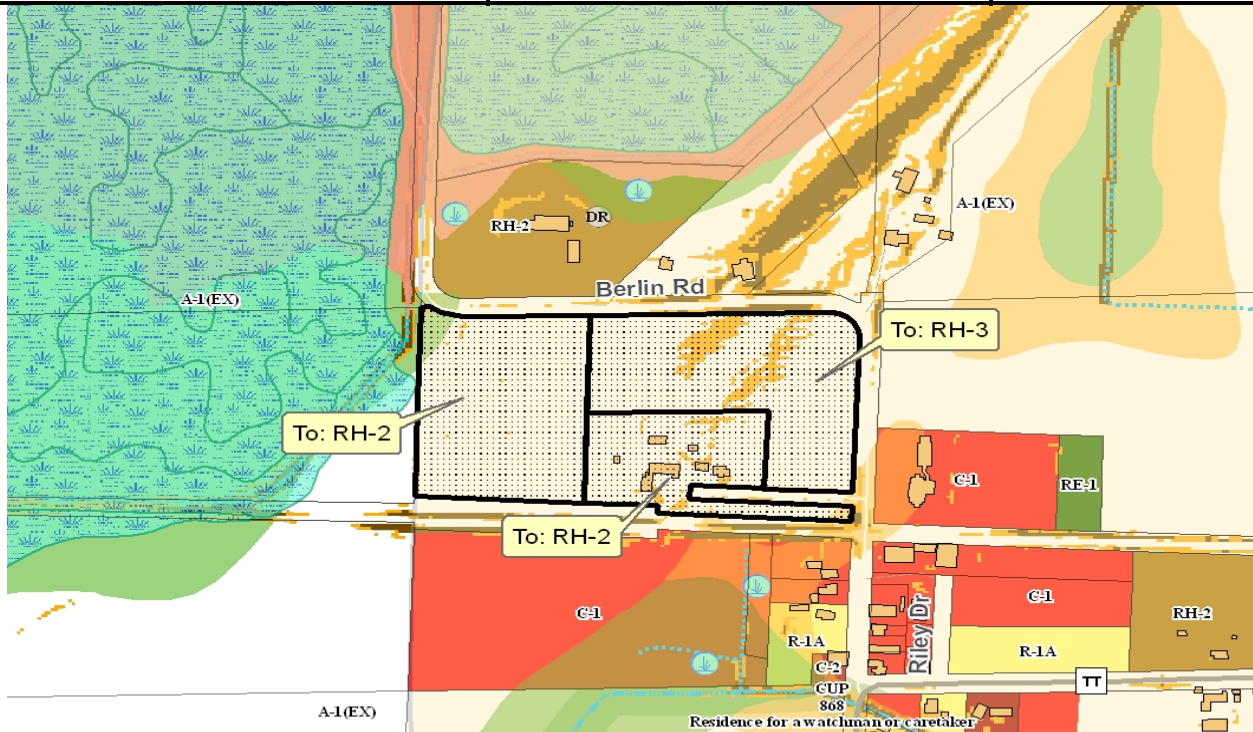 A-1(EX)
RH-2
DR
A-1(EX)
Berlin Rd
To: RH-3
To: RH-2
C-1
RE-1
To: RH-2
C-1
C-1
Riley Dr
RH-2
R-1A
R-1A
C-2
TT
CUP
868
A-1(EX)
Residence for a watchman or caretaker